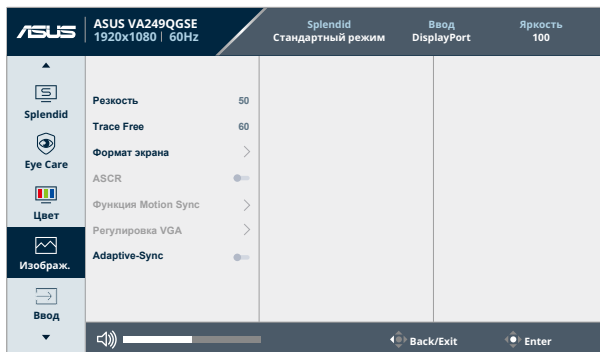 ASUS
ASUS VA249QGSE
1920x1080 | 60Hz
Splendid
Стандартный режим
Ввод
DisplayPort
Яркость
100
Splendid
Eye Care
Цвет
Изображ.
Ввод
Резкость 50
Trace Free 60
Формат экрана
ASCR
Функция Motion Sync
Регулировка VGA
Adaptive-Sync
Back/Exit
Enter